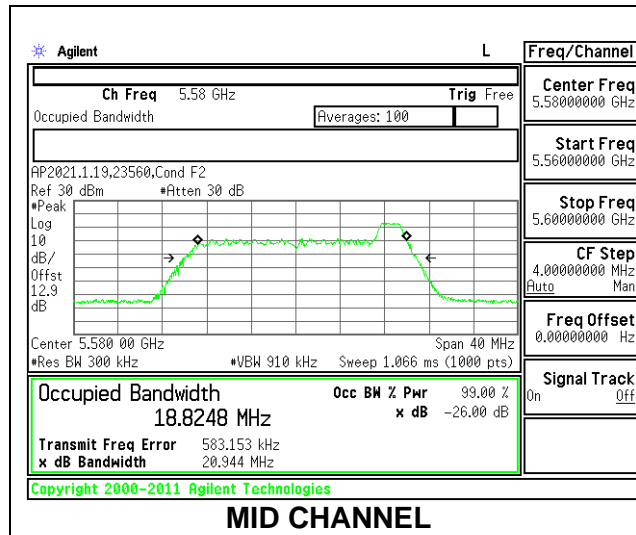 Agilent L
Ch Freq 5.58 GHz Trig Free
Occupied Bandwidth Averages: 100
AP2021.1.19,23560,Cond F2
Ref 30 dBm #Atten 30 dB
#Peak
Log
10
dB/
Offst
12.9
dB
Center 5.580 00 GHz Span 40 MHz
#Res BW 300 kHz #VBW 910 kHz Sweep 1.066 ms (1000 pts)
Occupied Bandwidth Occ BW % Pwr 99.00 %
18.8248 MHz x dB -26.00 dB
Transmit Freq Error 583.153 kHz
x dB Bandwidth 20.944 MHz
Copyright 2000-2011 Agilent Technologies
Freq/Channel
Center Freq
5.58000000 GHz
Start Freq
5.56000000 GHz
Stop Freq
5.60000000 GHz
CF Step
4.00000000 MHz
Auto Man
Freq Offset
0.00000000 Hz
Signal Track
On Off
MID CHANNEL